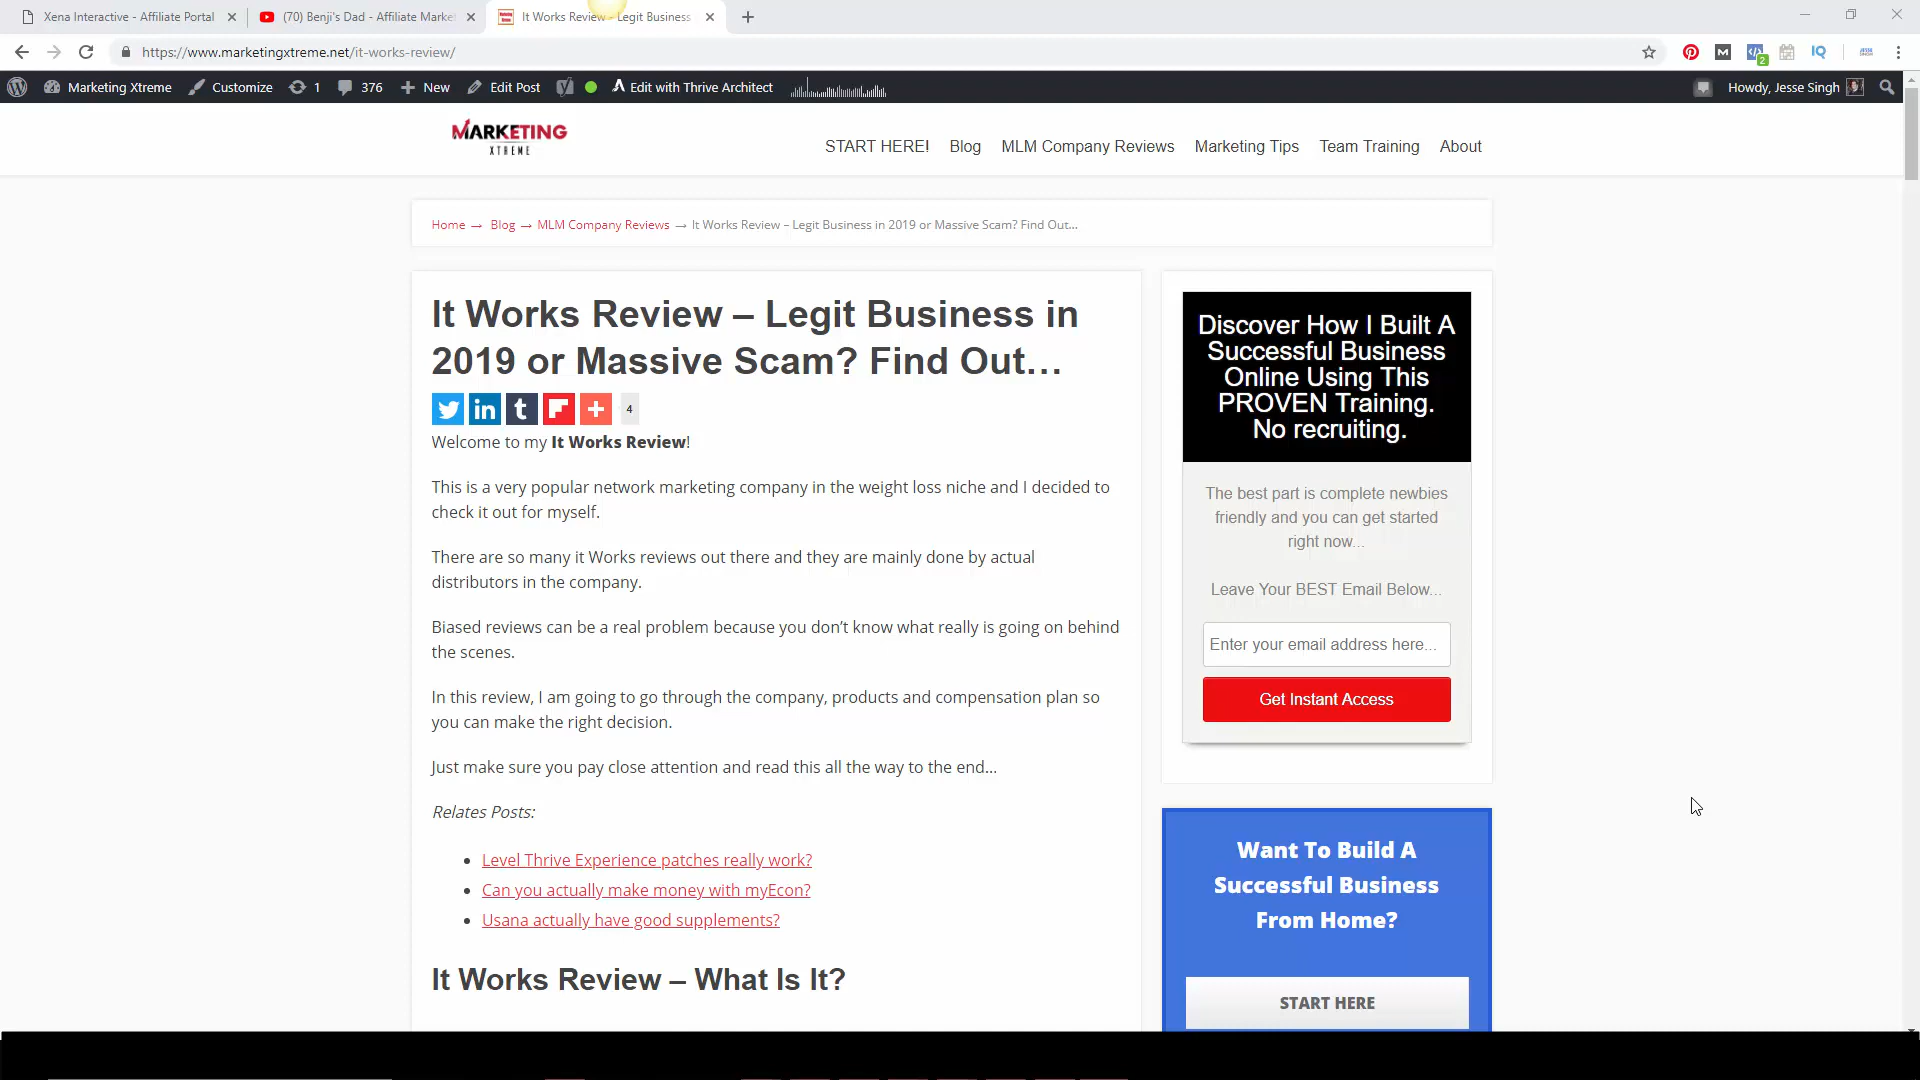 Xena Interactive - Affiliate Portal
(70) Benji's Dad - Affiliate Market
It Works Review - Legit Business
https://www.marketingxtreme.net/it-works-review/
2
Marketing Xtreme
Customize
1
376
New
Edit Post
Edit with Thrive Architect
Howdy, Jesse Singh
MARKETING
XTREME
START HERE!
Blog
MLM Company Reviews
Marketing Tips
Team Training
About
Home → Blog → MLM Company Reviews → It Works Review – Legit Business in 2019 or Massive Scam? Find Out…
It Works Review – Legit Business in
2019 or Massive Scam? Find Out…
4
Welcome to my It Works Review!
This is a very popular network marketing company in the weight loss niche and I decided to
check it out for myself.
There are so many it Works reviews out there and they are mainly done by actual
distributors in the company.
Biased reviews can be a real problem because you don’t know what really is going on behind
the scenes.
In this review, I am going to go through the company, products and compensation plan so
you can make the right decision.
Just make sure you pay close attention and read this all the way to the end…
Relates Posts:
Level Thrive Experience patches really work?
Can you actually make money with myEcon?
Usana actually have good supplements?
It Works Review – What Is It?
Discover How I Built A
Successful Business
Online Using This
PROVEN Training.
No recruiting.
The best part is complete newbies
friendly and you can get started
right now...
Leave Your BEST Email Below...
Enter your email address here...
Get Instant Access
Want To Build A
Successful Business
From Home?
START HERE